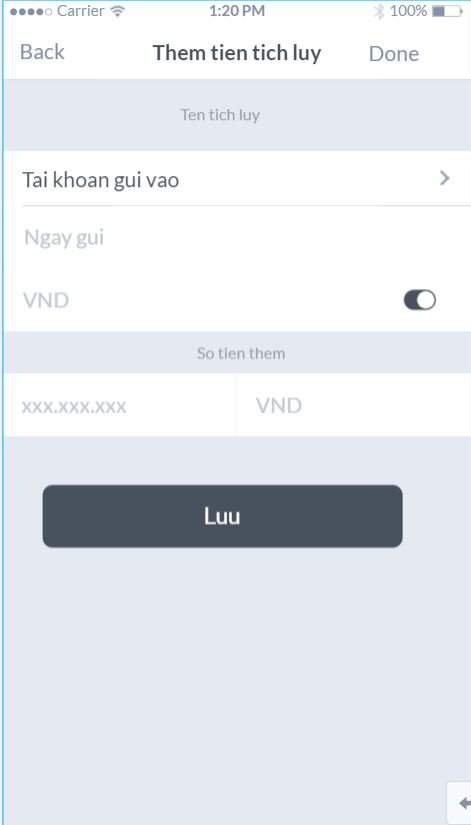 Carrier 1:20 PM 100%
Back Them tien tich luy Done
Ten tich luy
Tai khoan gui vao
Ngay gui
VND
So tien them
xxx.xxx.xxx VND
Luu